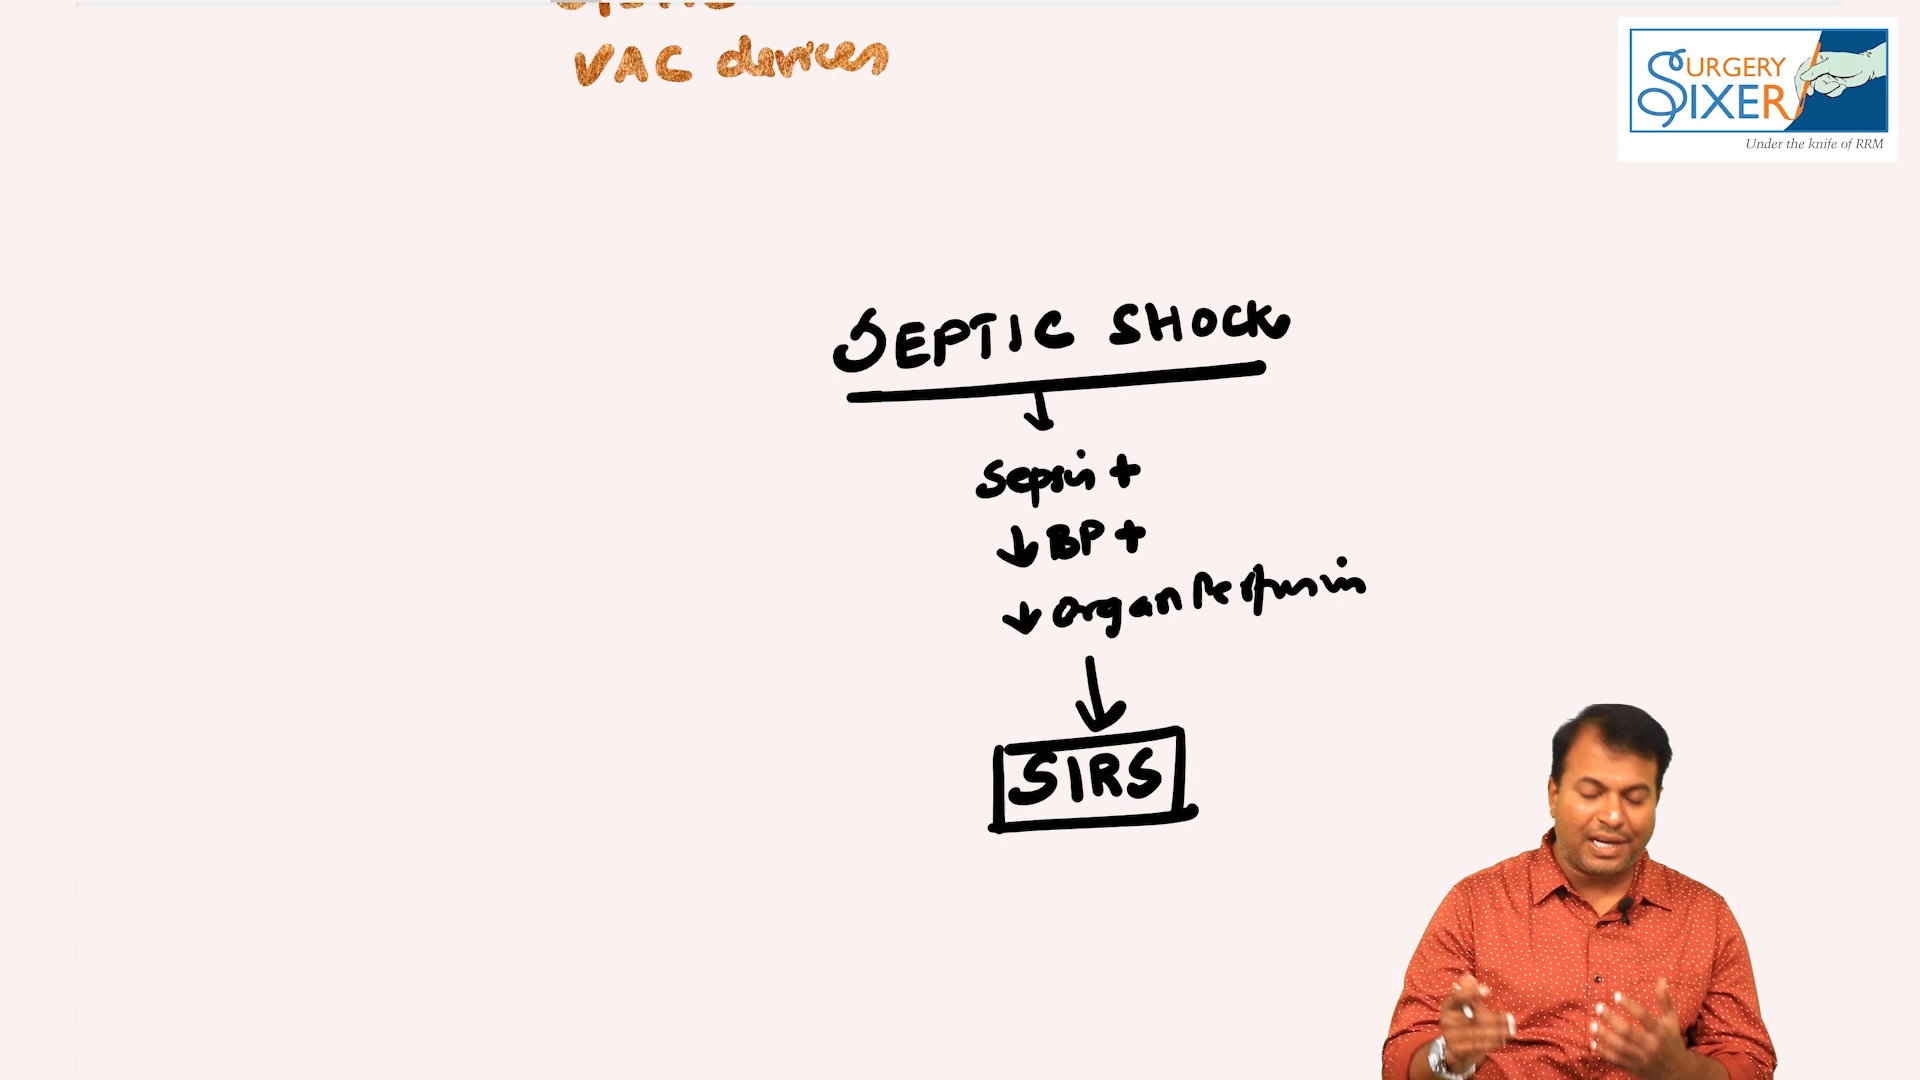 VAC devices
SURGERY
SIXER
Under the knife of RRM
SEPTIC SHOCK
↓
Sepsis +
↓ BP +
↓ Organ Perfusion
↓
SIRS